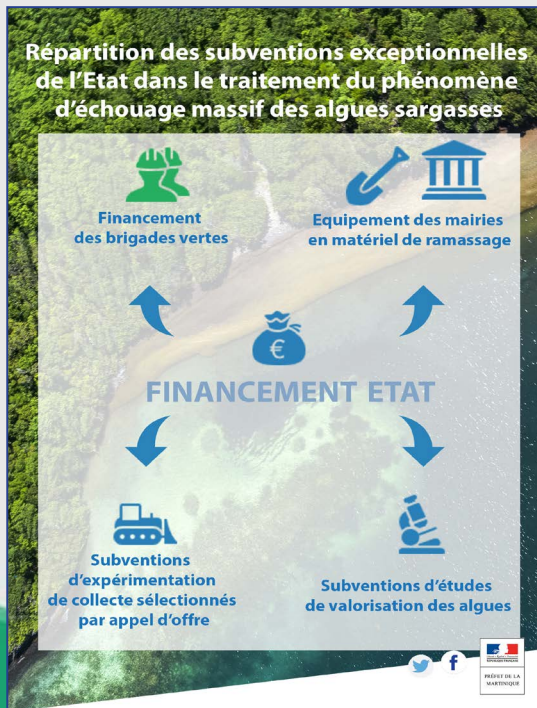 Répartition des subventions exceptionnelles
de l'Etat dans le traitement du phénomène
d'échouage massif des algues sargasses
Financement
des brigades vertes
Equipement des mairies
en matériel de ramassage
€
FINANCEMENT ETAT
Subventions
d'expérimentation
de collecte sélectionnés
par appel d'offre
Subventions d'études
de valorisation des algues
PRÉFET DE LA
MARTINIQUE